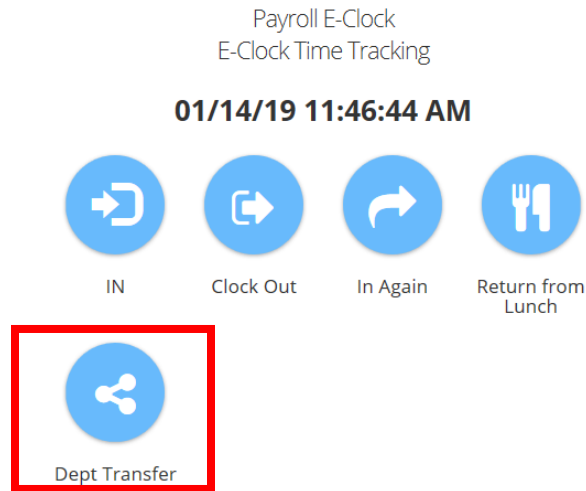 Payroll E-Clock
E-Clock Time Tracking
01/14/19 11:46:44 AM
IN
Clock Out
In Again
Return from
Lunch
Dept Transfer